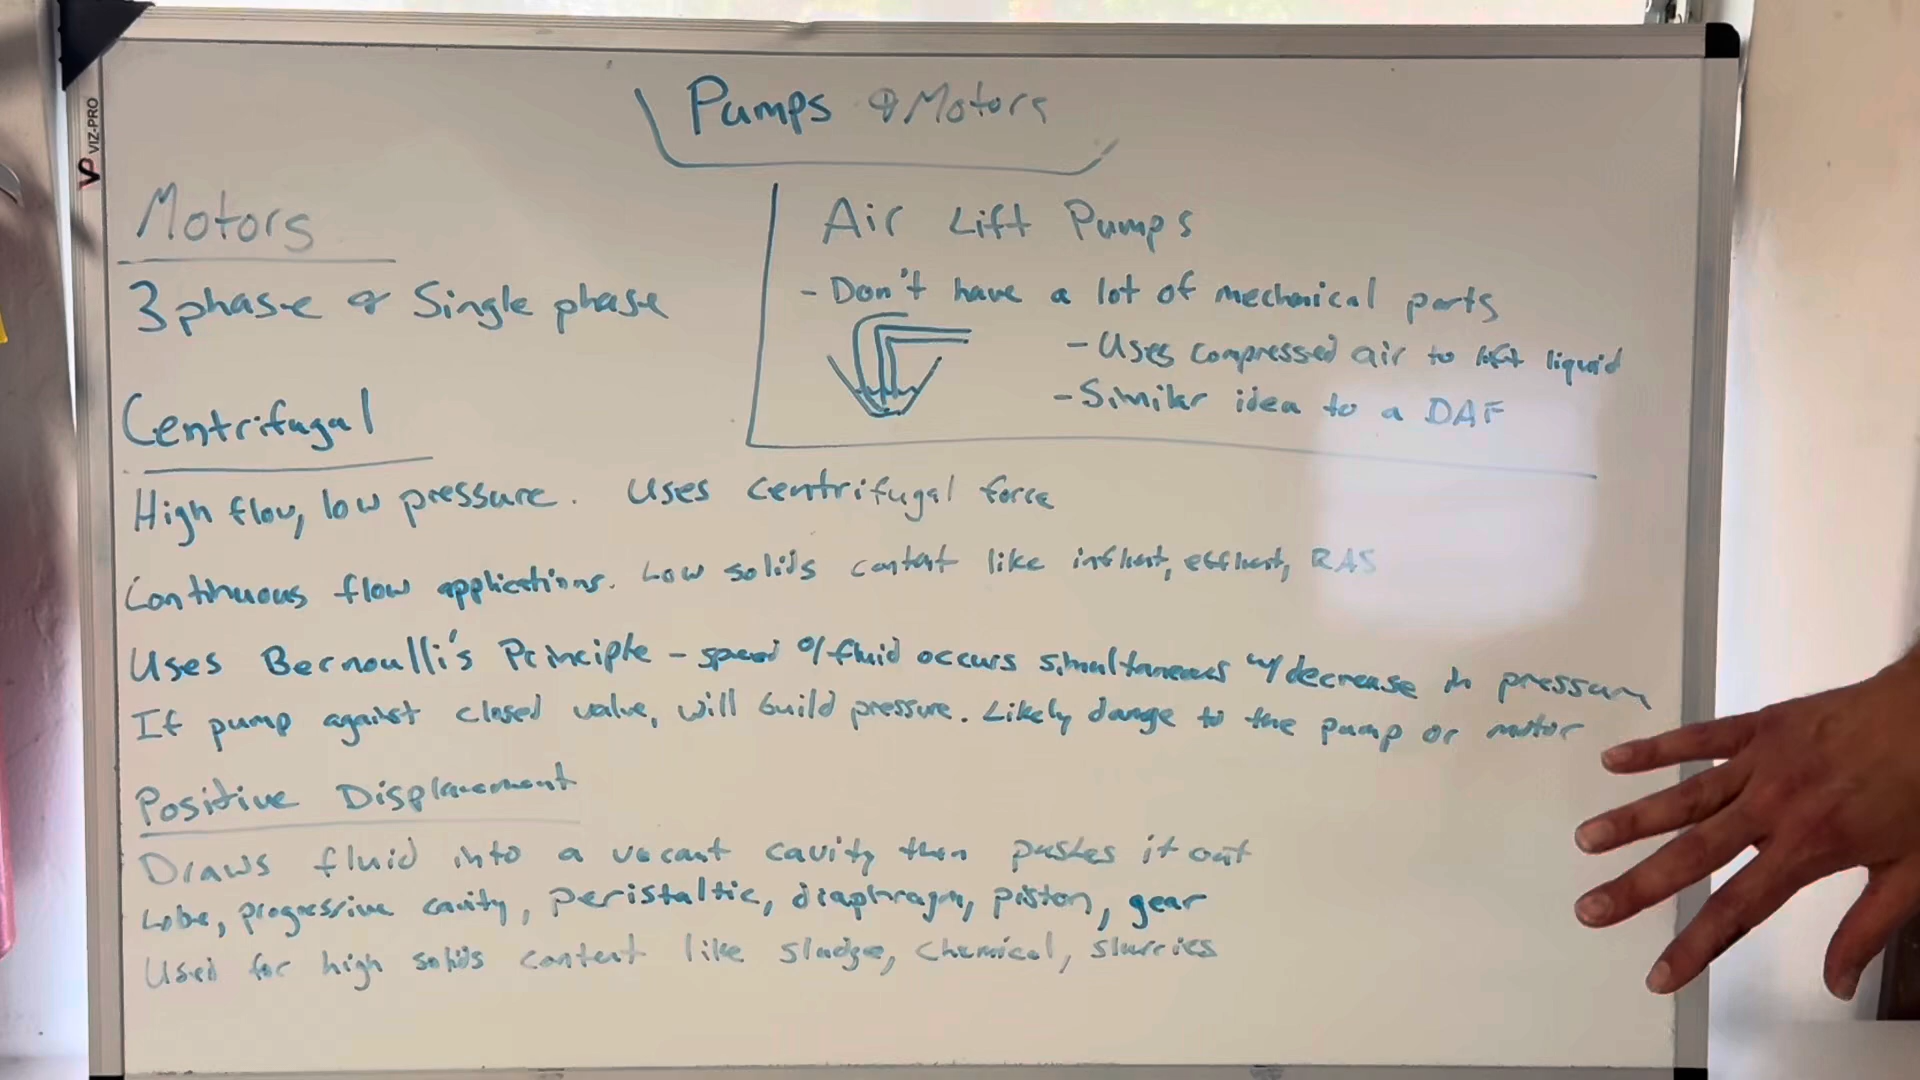 VIZ-PRO
Pumps & Motors
Motors
3 phase & Single phase
Air Lift Pumps
- Don't have a lot of mechanical parts
- Uses compressed air to lift liquid
- Similar idea to a DAF
Centrifugal
High flow, low pressure. Uses centrifugal force
Continuous flow applications. Low solids content like influent, effluent, RAS
Uses Bernoulli's Principle - speed of fluid occurs simultaneous w/ decrease in pressure
If pump against closed valve, will build pressure. Likely damge to the pump or motor
Positive Displacement
Draws fluid into a vacant cavity then pushes it out
Lobe, progressive cavity, peristaltic, diaphragm, piston, gear
Used for high solids content like sludge, chemical, slurries